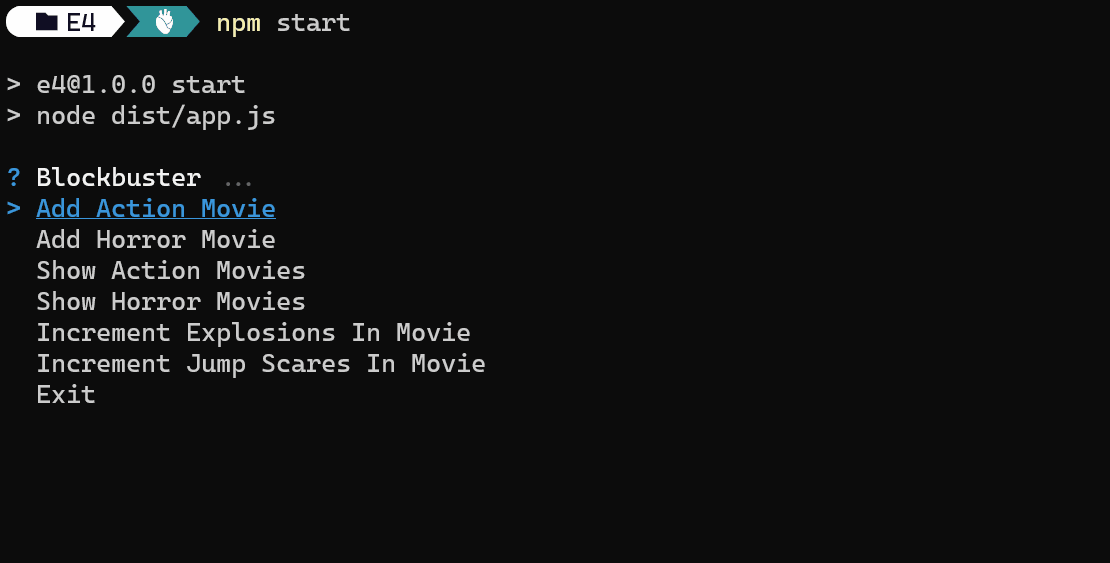 E4 npm start
> e4@1.0.0 start
> node dist/app.js
? Blockbuster ...
> Add Action Movie
Add Horror Movie
Show Action Movies
Show Horror Movies
Increment Explosions In Movie
Increment Jump Scares In Movie
Exit